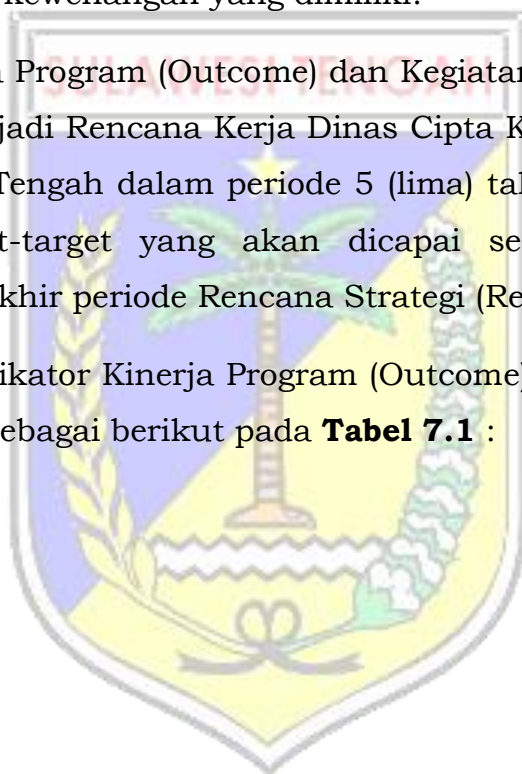 kewenangan yang dimiliki.
SULAWESI TENGAH
Program (Outcome) dan Kegiatan
jadi Rencana Kerja Dinas Cipta K
Tengah dalam periode 5 (lima) tah
t-target yang akan dicapai se
khir periode Rencana Strategi (Re
ikator Kinerja Program (Outcome)
sebagai berikut pada Tabel 7.1 :